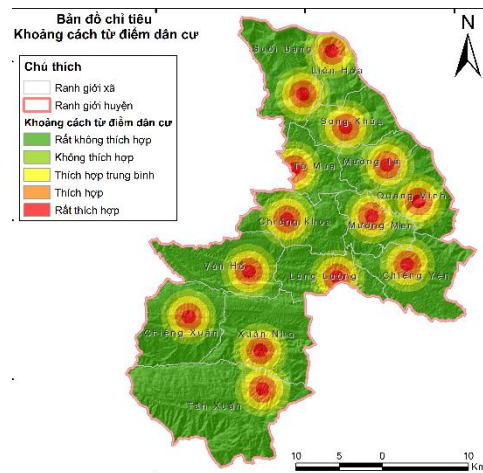 Bản đồ chỉ tiêu
Khoảng cách từ điểm dân cư
N
Chú thích
Ranh giới xã
Ranh giới huyện
Khoảng cách từ điểm dân cư
Rất không thích hợp
Không thích hợp
Thích hợp trung bình
Thích hợp
Rất thích hợp
Suối Bàng
Liên Hòa
Song Khủa
Mường Tè
Tô Múa
Quang Minh
Chiềng Khoa
Mường Men
Vân Hồ
Lóng Luông
Chiềng Yên
Chiềng Xuân
Xuân Nha
Tân Xuân
10 5 0 10
Km